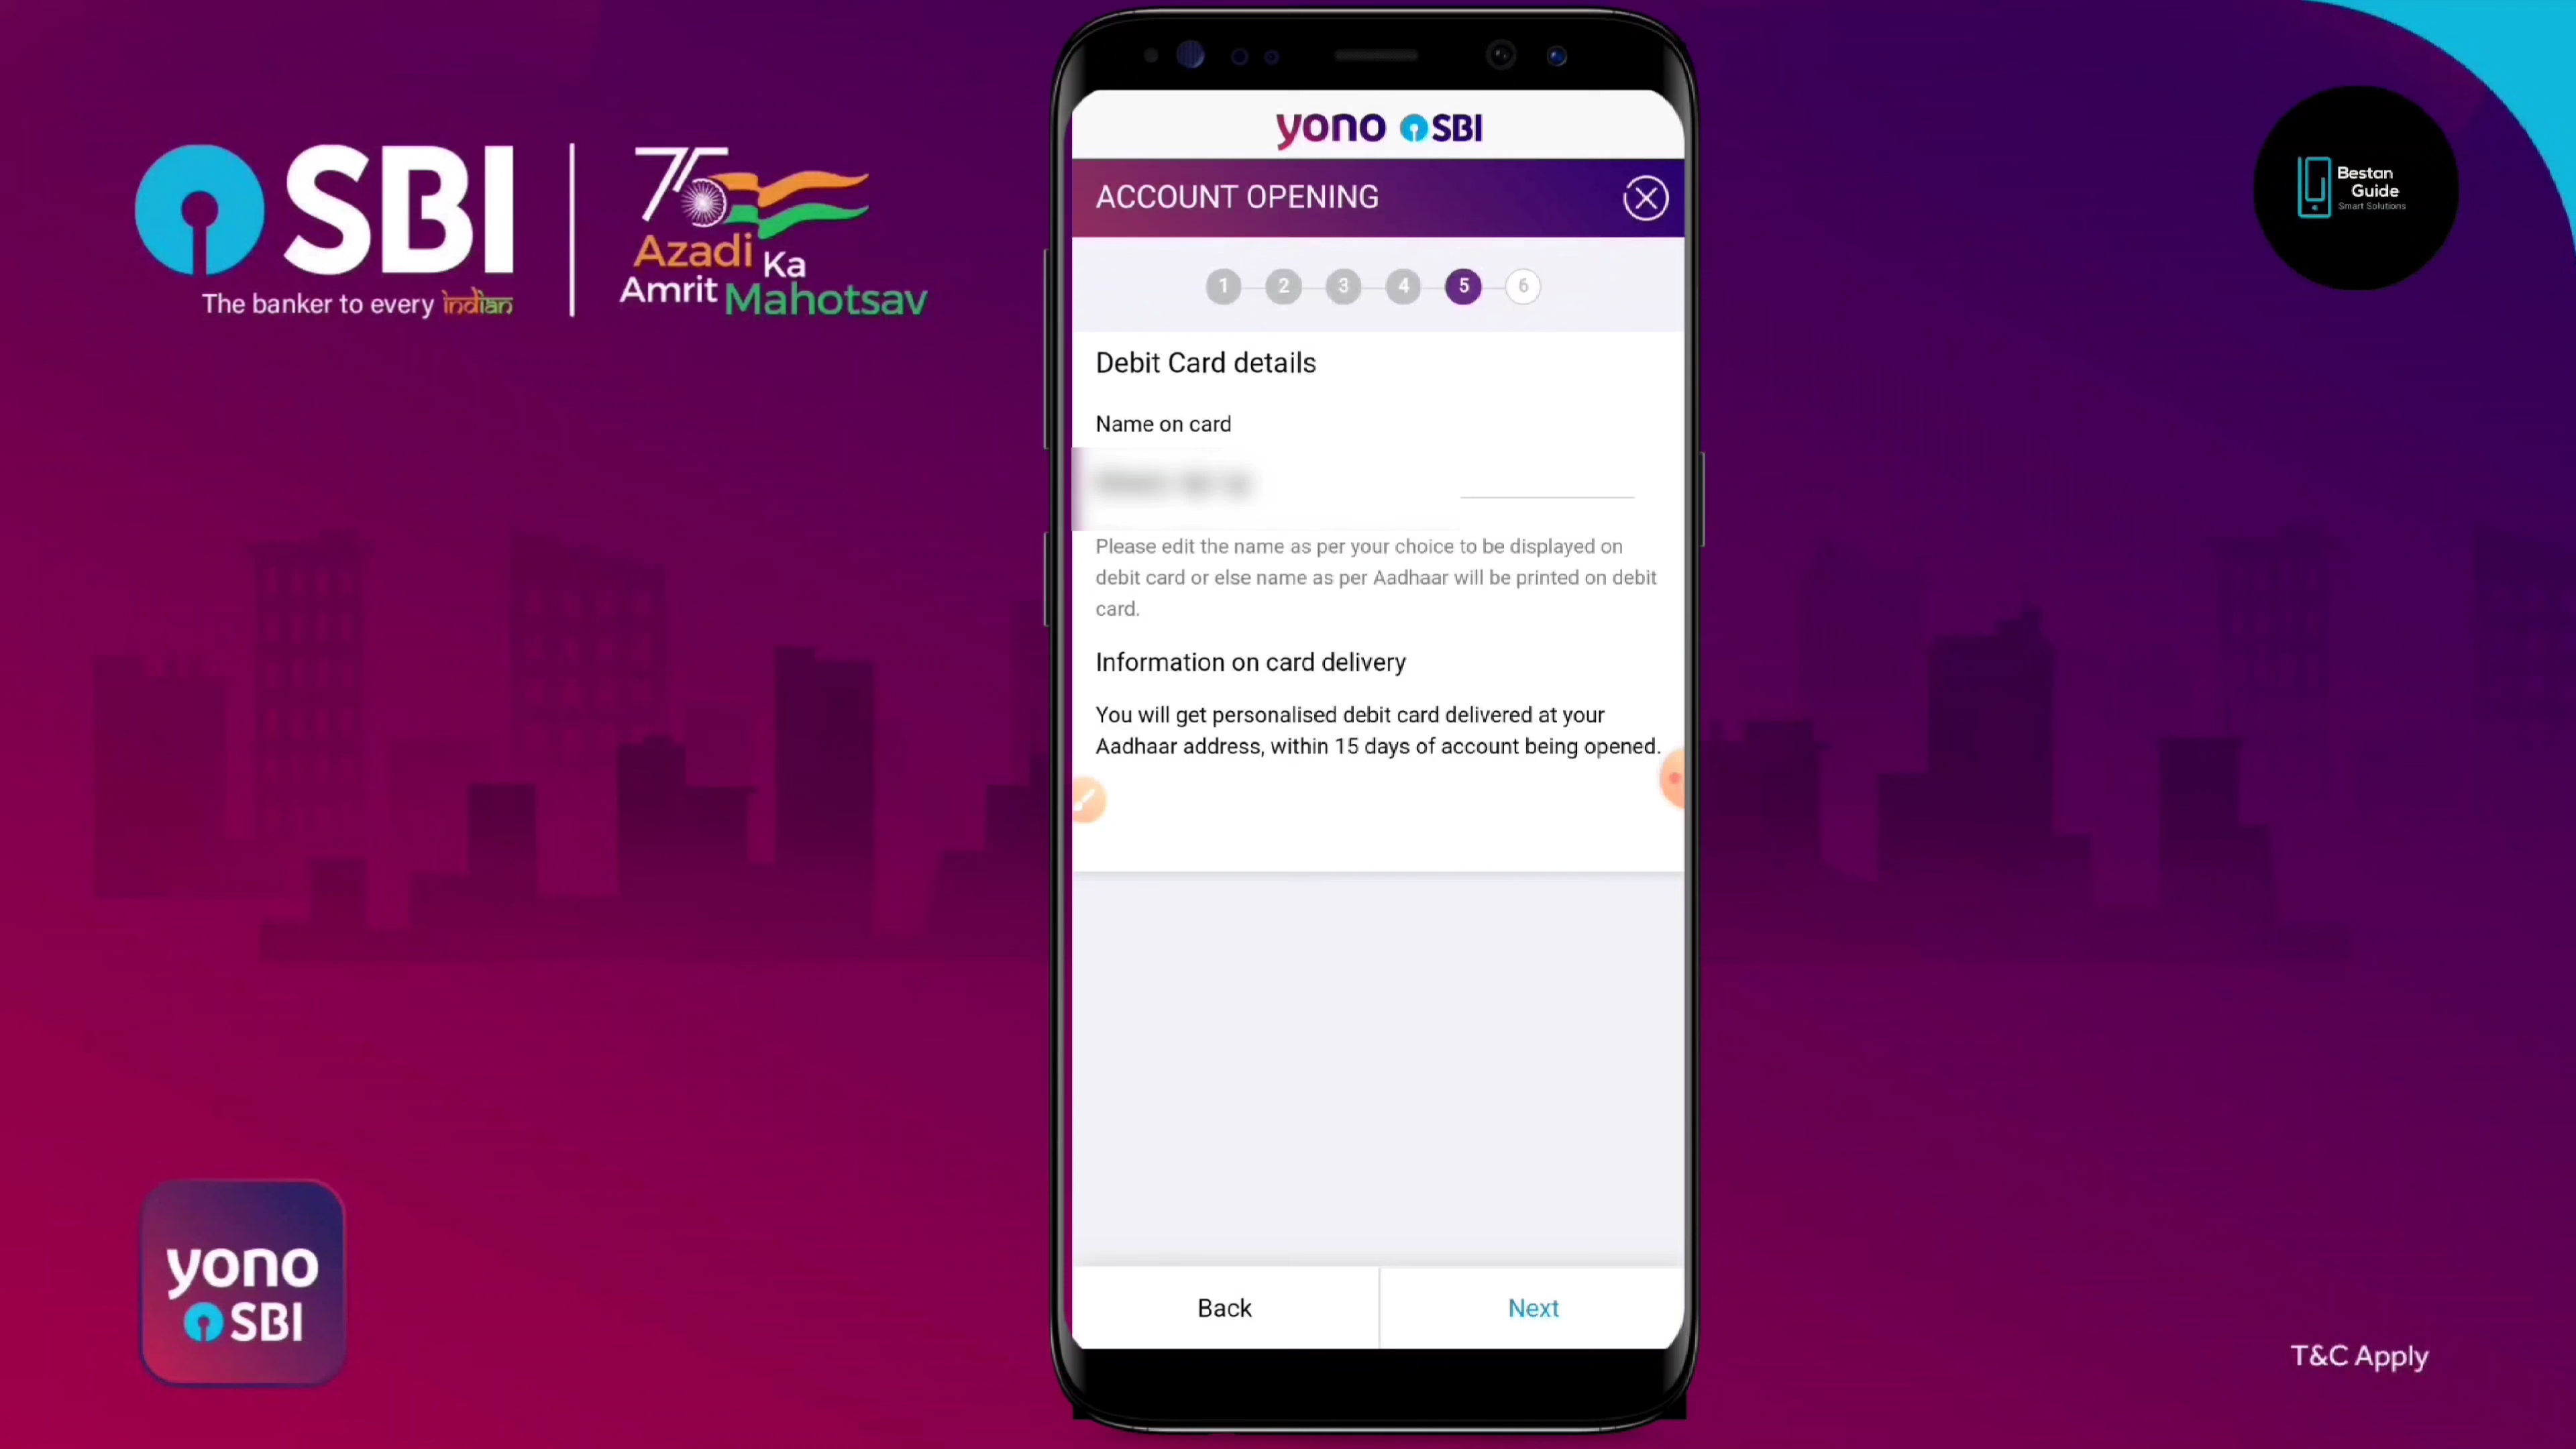 SBI
The banker to every indian
75
Azadi Ka
Amrit Mahotsav
yono SBI
ACCOUNT OPENING
1 2 3 4 5 6
Debit Card details
Name on card
Please edit the name as per your choice to be displayed on
debit card or else name as per Aadhaar will be printed on debit
card.
Information on card delivery
You will get personalised debit card delivered at your
Aadhaar address, within 15 days of account being opened.
Back
Next
Bestan
Guide
Smart Solutions
yono
SBI
T&C Apply